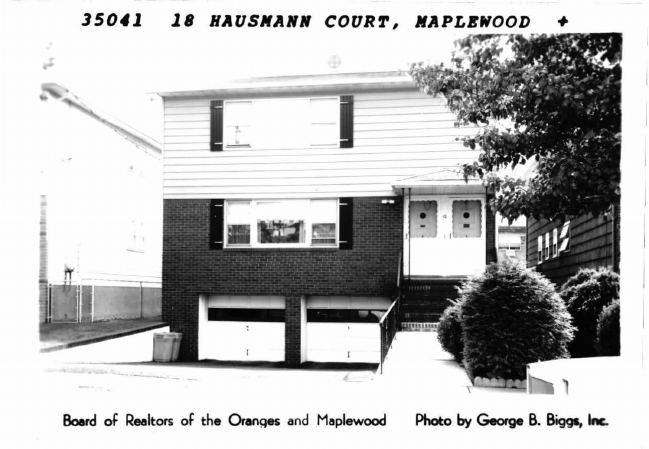 35041 18 HAUSMANN COURT, MAPLEWOOD +
Board of Realtors of the Oranges and Maplewood Photo by George B. Biggs, Inc.